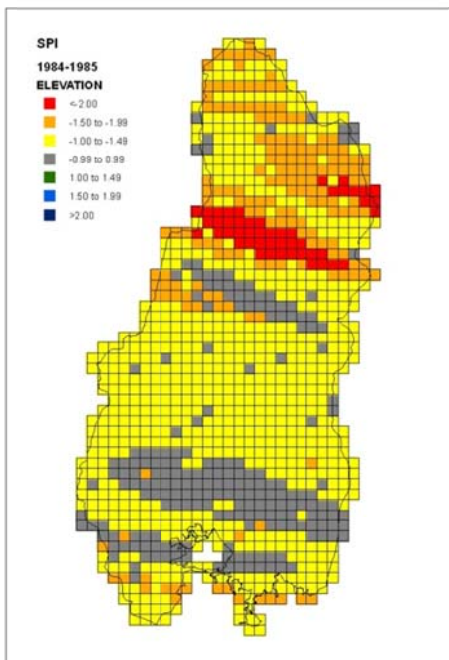 SPI
1984-1985
ELEVATION
<-2.00
-1.50 to -1.99
-1.00 to -1.49
-0.99 to 0.99
1.00 to 1.49
1.50 to 1.99
>2.00